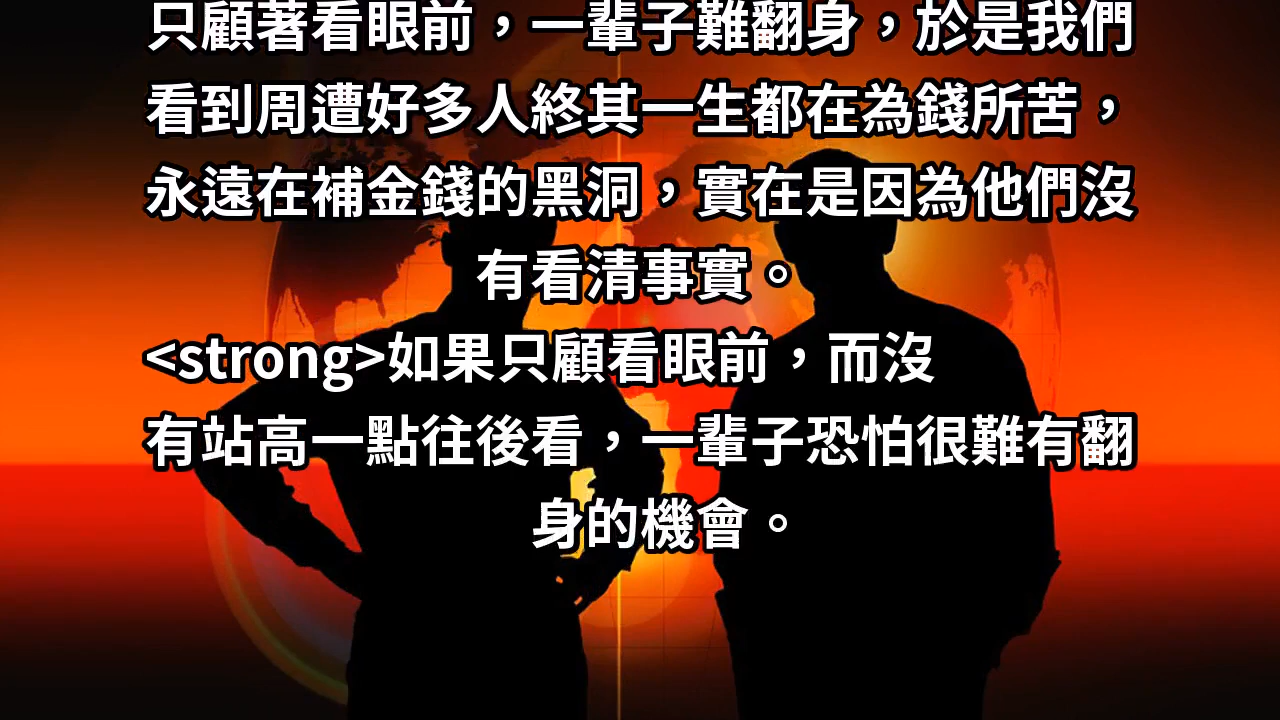 只顧著看眼前，一輩子難翻身，於是我們
看到周遭好多人終其一生都在為錢所苦，
永遠在補金錢的黑洞，實在是因為他們沒
有看清事實。
<strong>如果只顧看眼前，而沒
有站高一點往後看，一輩子恐怕很難有翻
身的機會。